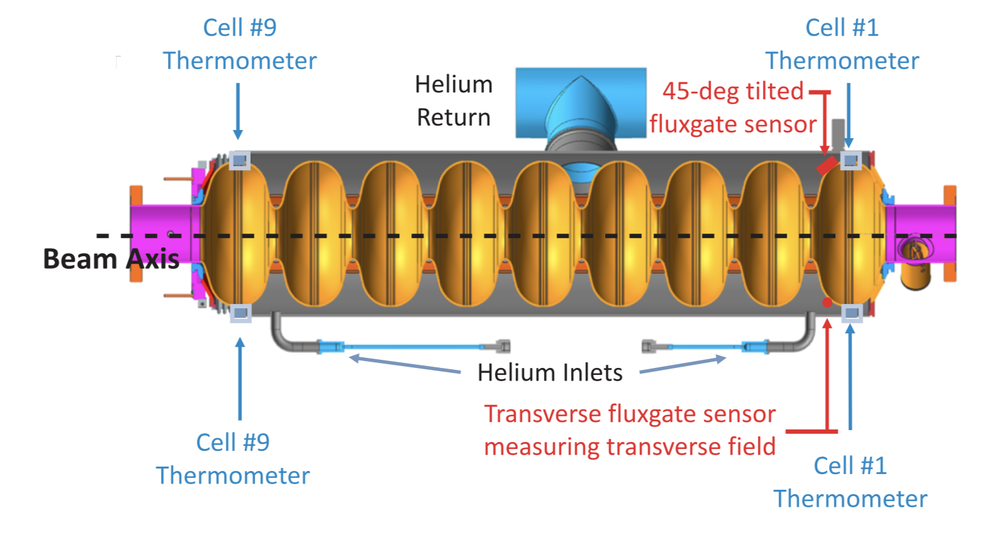 Cell #9
Thermometer
Cell #1
Thermometer
Helium
Return
45-deg tilted
fluxgate sensor
Beam Axis
Helium Inlets
Transverse fluxgate sensor
measuring transverse field
Cell #9
Thermometer
Cell #1
Thermometer